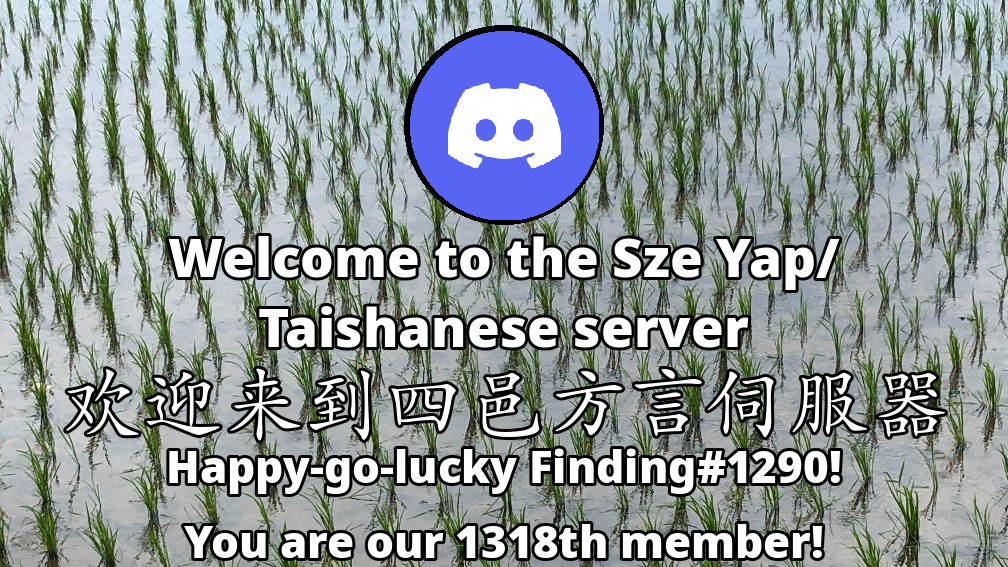 Welcome to the Sze Yap/
Taishanese server
欢迎来到四邑方言伺服器
Happy-go-lucky Finding#1290!
You are our 1318th member!